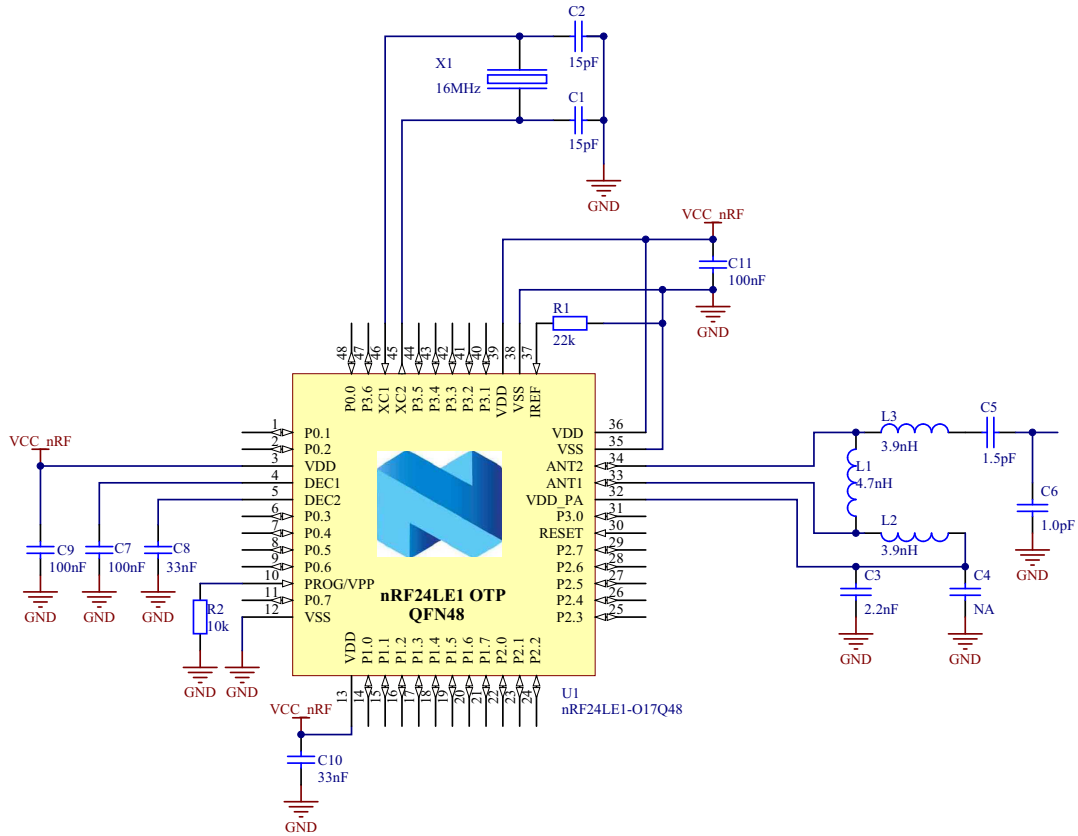 C2
15pF
X1
16MHz
C1
15pF
GND
VCC_nRF
C11
100nF
GND
R1
22k
48
47
46
45
44
43
42
41
40
39
38
37
P0.0
P3.6
XC1
XC2
P3.5
P3.4
P3.3
P3.2
P3.1
VDD
VSS
IREF
VCC_nRF
1
P0.1
2
P0.2
3
VDD
4
DEC1
5
DEC2
6
P0.3
7
P0.4
8
P0.5
9
P0.6
10
PROG/VPP
11
P0.7
12
VSS
VDD
36
VSS
35
ANT2
34
ANT1
33
VDD_PA
32
P3.0
31
RESET
30
P2.7
29
P2.6
28
P2.5
27
P2.4
26
P2.3
25
nRF24LE1 OTP
QFN48
C9
100nF
GND
C7
100nF
GND
C8
33nF
GND
R2
10k
GND
GND
L3
3.9nH
C5
1.5pF
L1
4.7nH
L2
3.9nH
C6
1.0pF
GND
C3
2.2nF
GND
C4
NA
GND
VDD
P1.0
P1.1
P1.2
P1.3
P1.4
P1.5
P1.6
P1.7
P2.0
P2.1
P2.2
13
14
15
16
17
18
19
20
21
22
23
24
U1
nRF24LE1-O17Q48
VCC_nRF
C10
33nF
GND